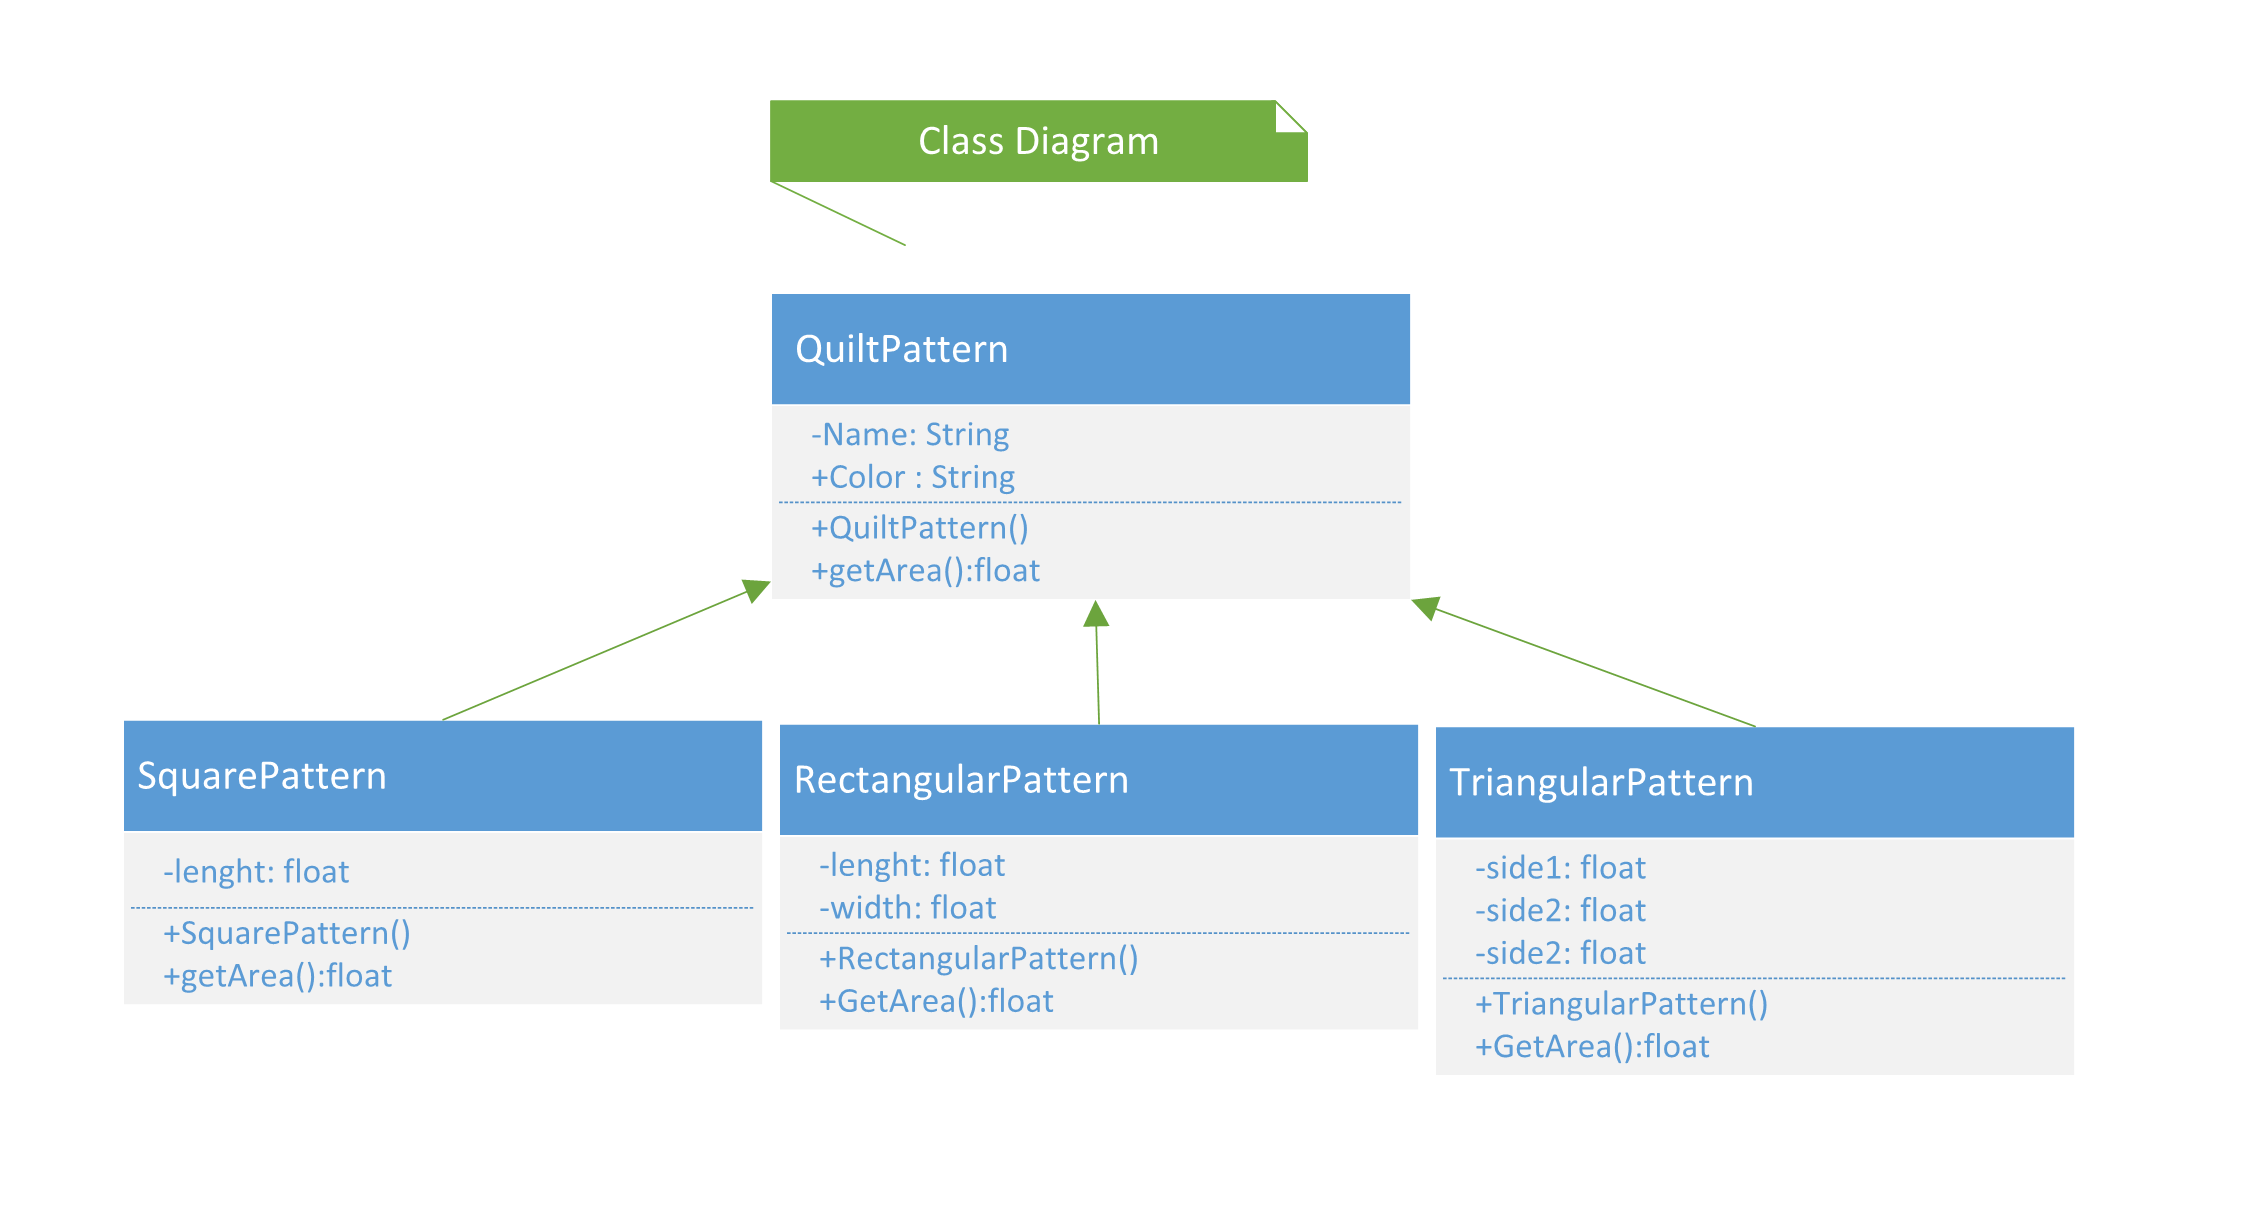 Class Diagram
QuiltPattern
-Name: String
+Color : String
+QuiltPattern()
+getArea():float
SquarePattern
-lenght: float
+SquarePattern()
+getArea():float
RectangularPattern
-lenght: float
-width: float
+RectangularPattern()
+GetArea():float
TriangularPattern
-side1: float
-side2: float
-side2: float
+TriangularPattern()
+GetArea():float